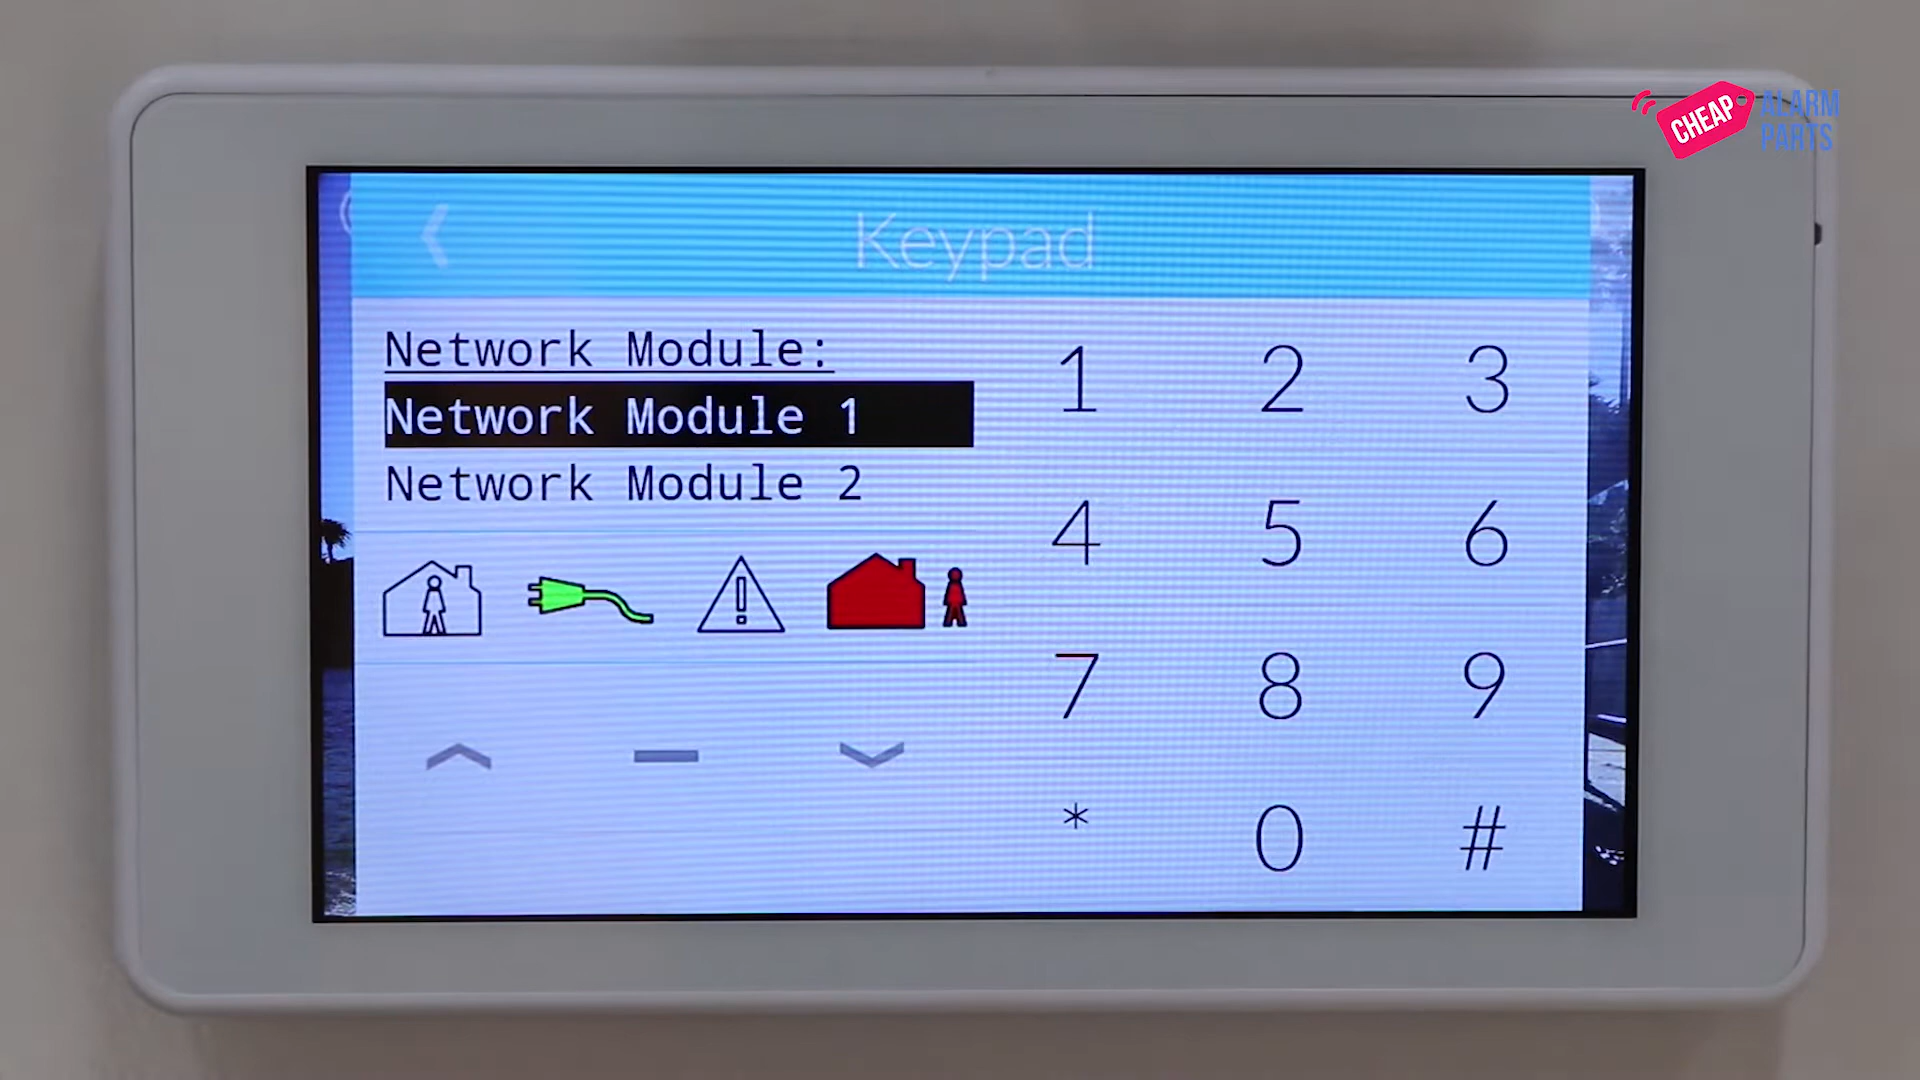 CHEAP
ALARM
PARTS
Keypad
Network Module:
Network Module 1
Network Module 2
1 2 3
4 5 6
7 8 9
* 0 #